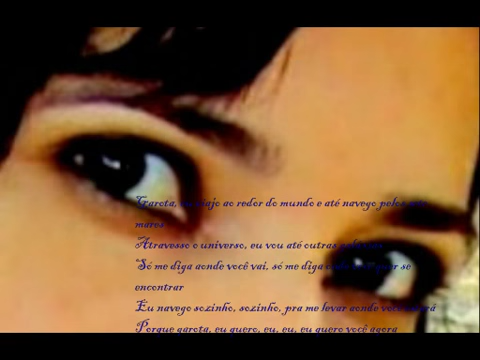 Garota, eu viajo ao redor do mundo e até navego pelos
mares
Atravesso o universo, eu vou até outras
Só me diga aonde você vai, só me diga se
encontrar
Eu navego sozinho, sozinho, pra me levar aonde você
Porque garota, eu quero, eu, eu, eu quero você agora